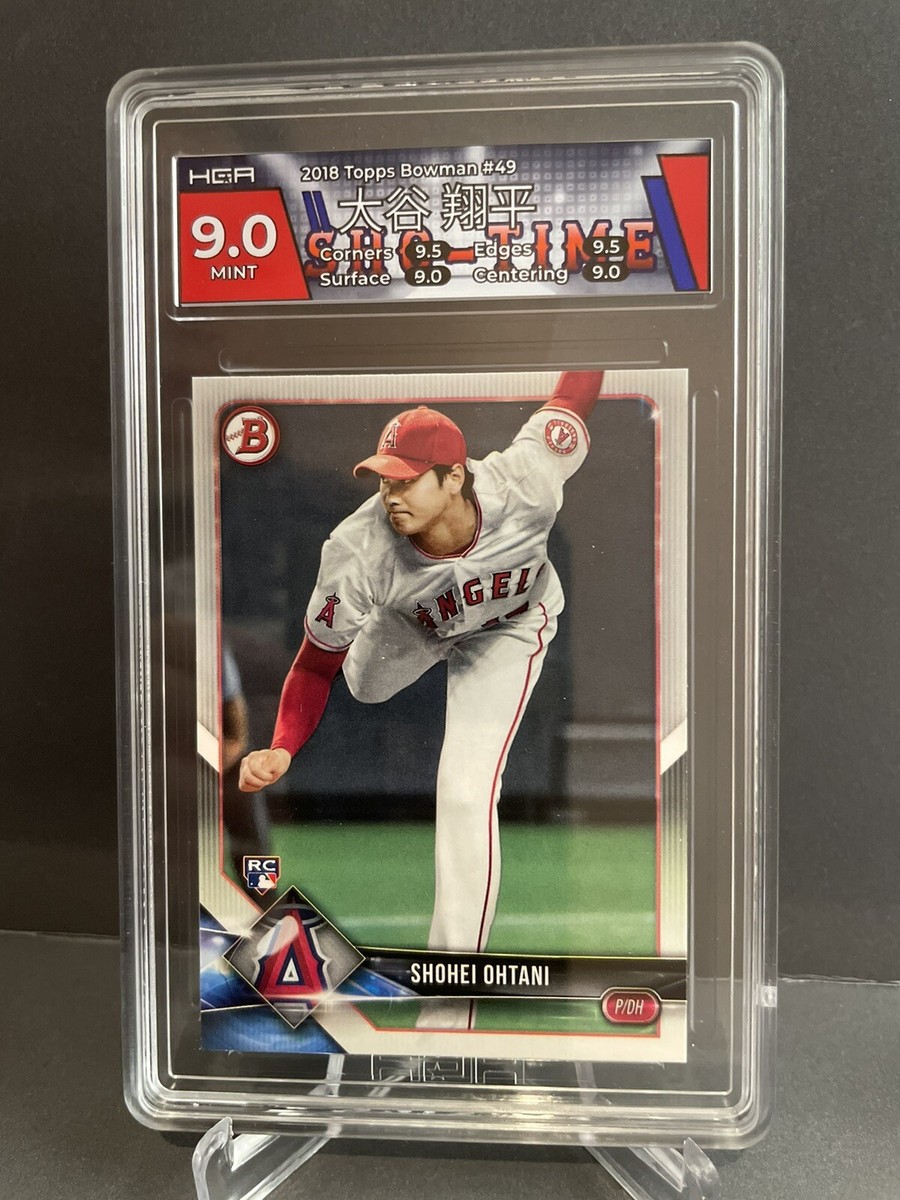 HGA
2018 Topps Bowman #49
9.0
MINT
大谷 翔平
SHO-TIME
Corners 9.5 Edges 9.5
Surface 9.0 Centering 9.0
B
A
A
ANGEL
RC
A
SHOHEI OHTANI
P/DH